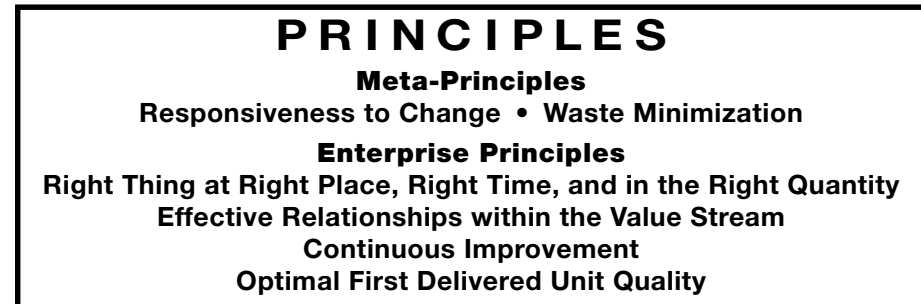 PRINCIPLES
Meta-Principles
Responsiveness to Change • Waste Minimization
Enterprise Principles
Right Thing at Right Place, Right Time, and in the Right Quantity
Effective Relationships within the Value Stream
Continuous Improvement
Optimal First Delivered Unit Quality